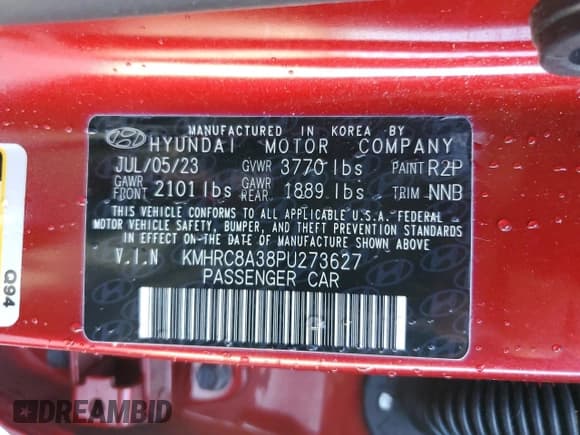 MANUFACTURED IN KOREA BY
HYUNDAI MOTOR COMPANY
JUL/05/23 GVWR 3770 lbs PAINT R2P
GAWR FRONT 2101 lbs GAWR REAR 1889 lbs TRIM NNB
THIS VEHICLE CONFORMS TO ALL APPLICABLE U.S.A. FEDERAL
MOTOR VEHICLE SAFETY, BUMPER, AND THEFT PREVENTION STANDARDS
IN EFFECT ON THE DATE OF MANUFACTURE SHOWN ABOVE.
V.I.N KMHRC8A38PU273627
PASSENGER CAR
Q94
DREAMBID